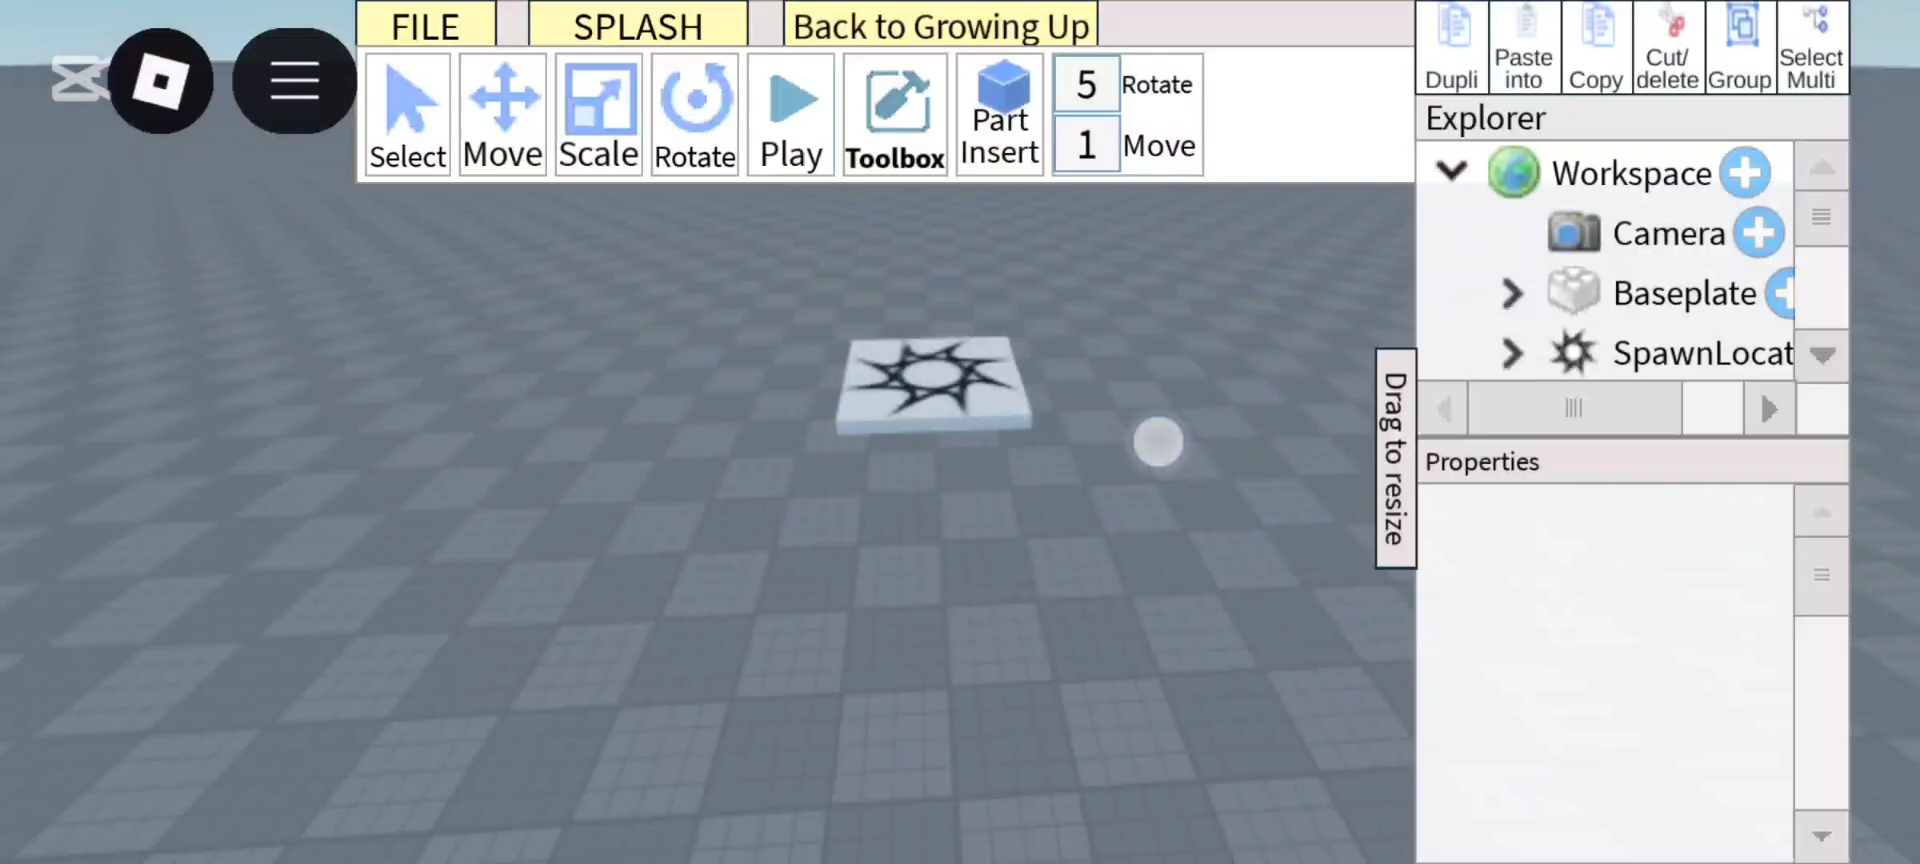 FILE
SPLASH
Back to Growing Up
Select
Move
Scale
Rotate
Play
Toolbox
Part
Insert
5
Rotate
1
Move
Dupli
Paste
into
Copy
Cut/
delete
Group
Select
Multi
Explorer
Workspace
Camera
Baseplate
SpawnLocat
Drag to resize
Properties